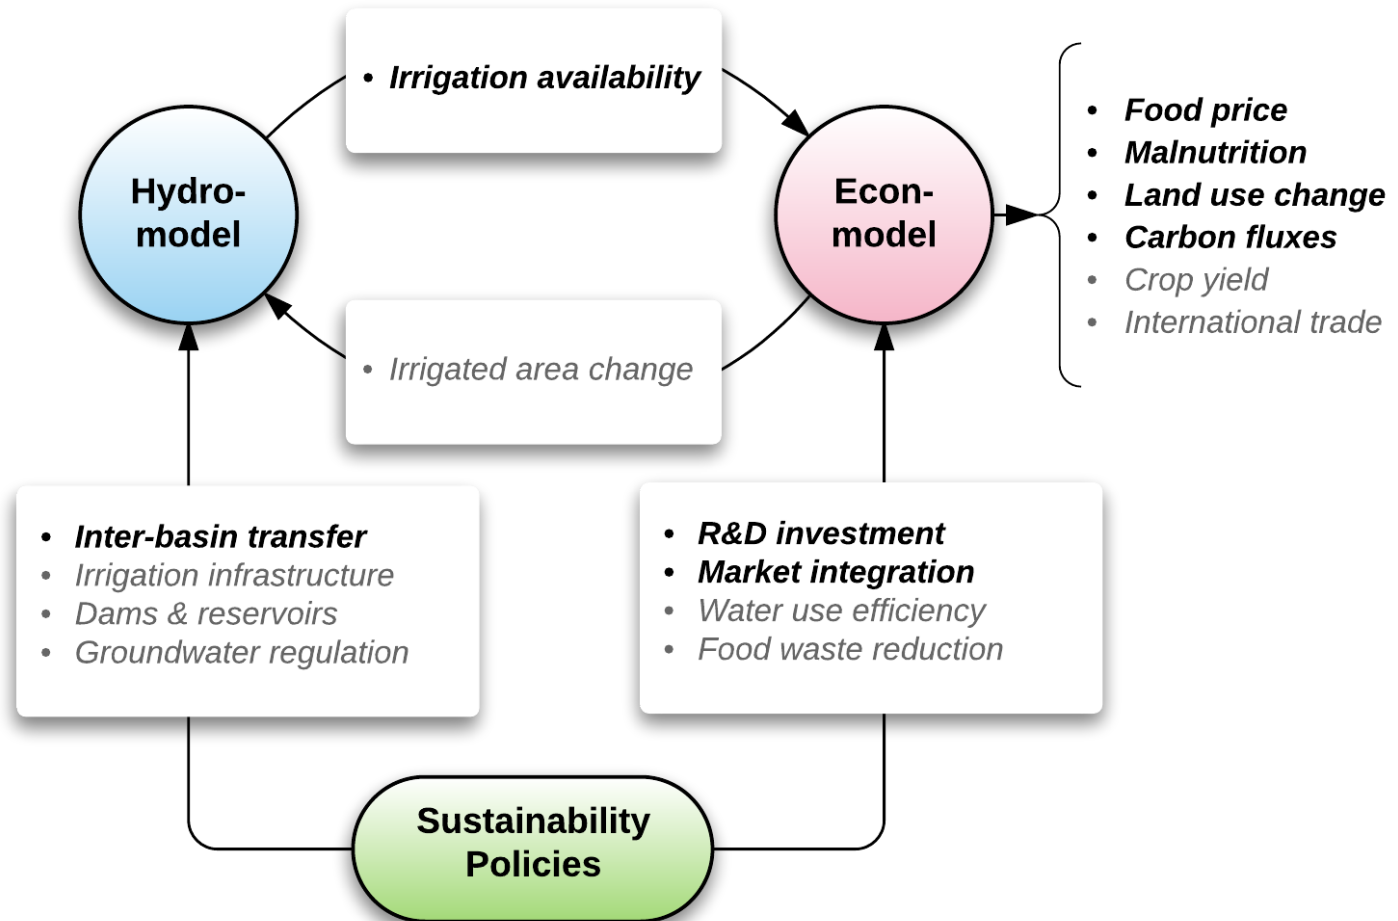 • Irrigation availability
Hydro-
model
Econ-
model
• Food price
• Malnutrition
• Land use change
• Carbon fluxes
• Crop yield
• International trade
• Irrigated area change
• Inter-basin transfer
• Irrigation infrastructure
• Dams & reservoirs
• Groundwater regulation
• R&D investment
• Market integration
• Water use efficiency
• Food waste reduction
Sustainability
Policies